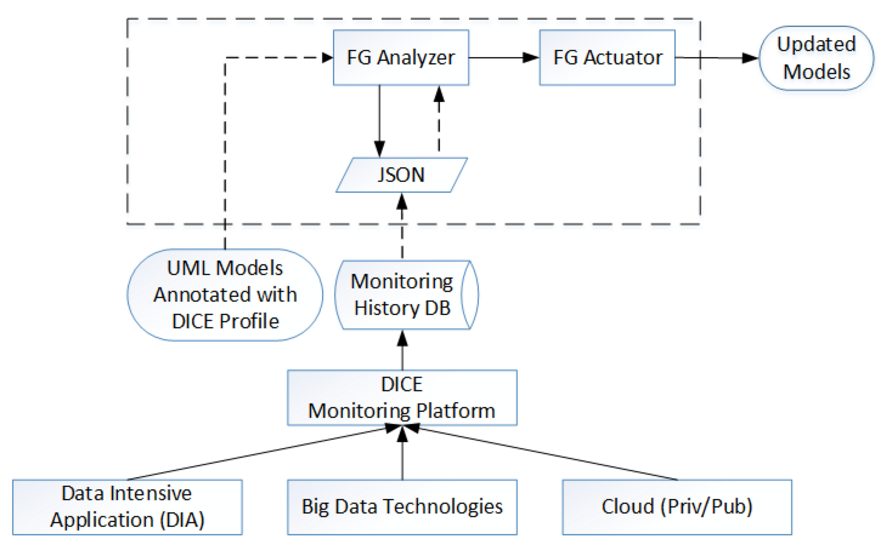 FG Analyzer
FG Actuator
Updated
Models
JSON
UML Models
Annotated with
DICE Profile
Monitoring
History DB
DICE
Monitoring Platform
Data Intensive
Application (DIA)
Big Data Technologies
Cloud (Priv/Pub)